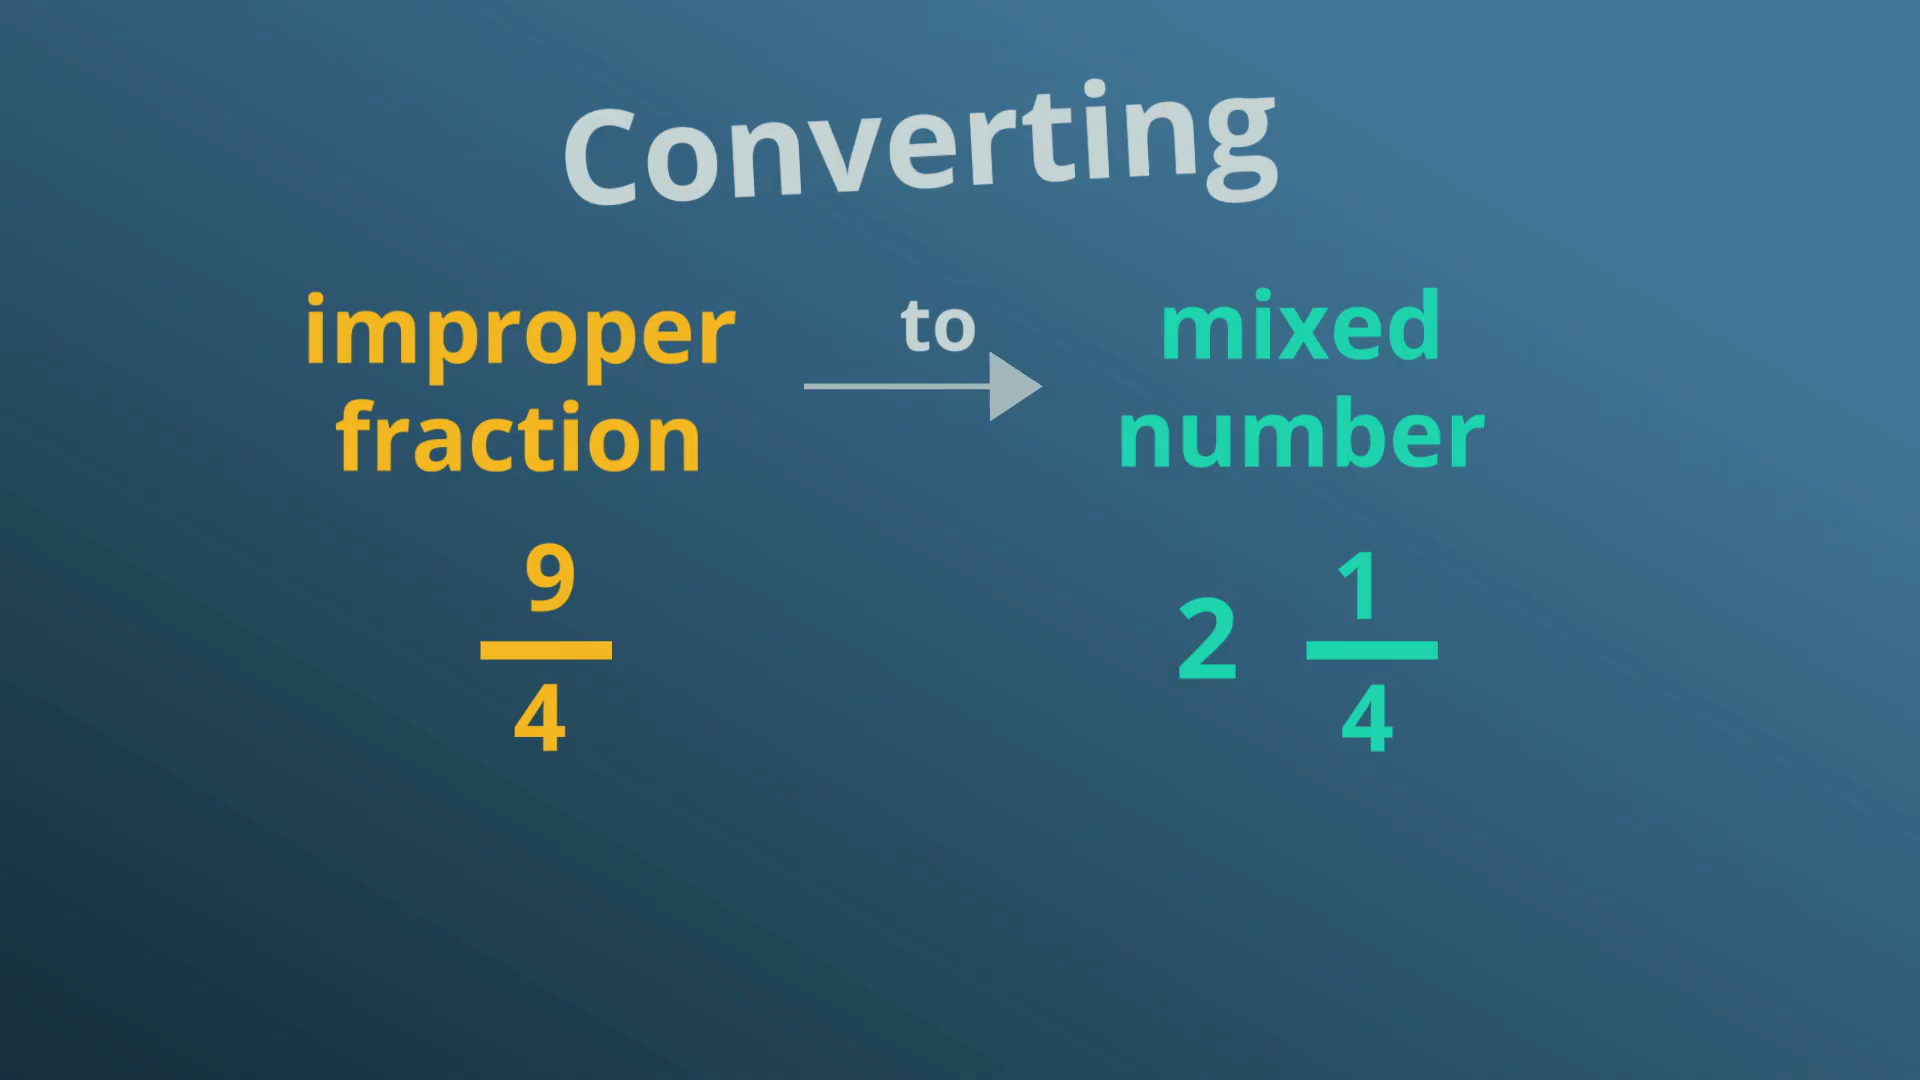 Converting
improper to mixed
fraction number
9 1
2
4 4